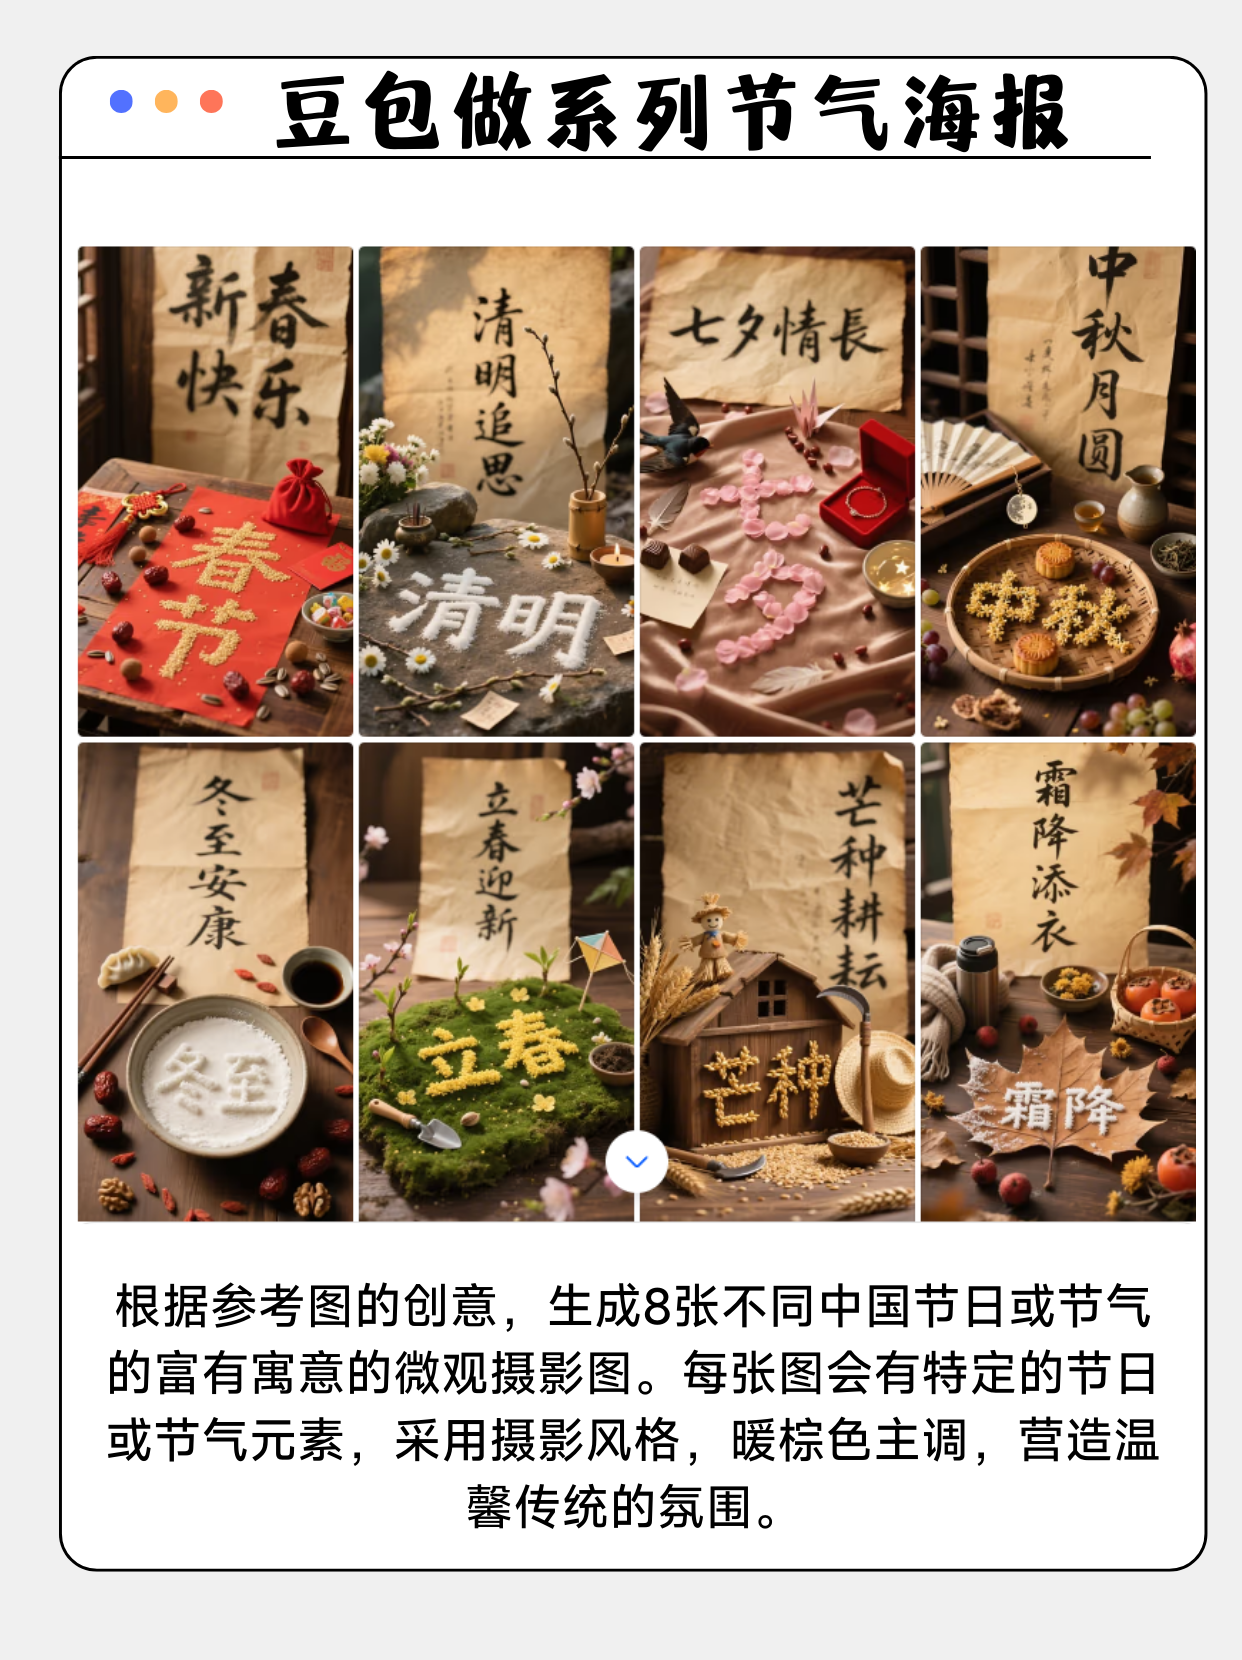 豆包做系列节气海报
新春
快乐
春
节
清明追思
清明
七夕情長
七
夕
中秋月圆
中秋
冬至安康
冬至
立春迎新
立春
芒种耕耘
芒种
霜降添衣
霜降
根据参考图的创意，生成8张不同中国节日或节气
的富有寓意的微观摄影图。每张图会有特定的节日
或节气元素，采用摄影风格，暖棕色主调，营造温
馨传统的氛围。